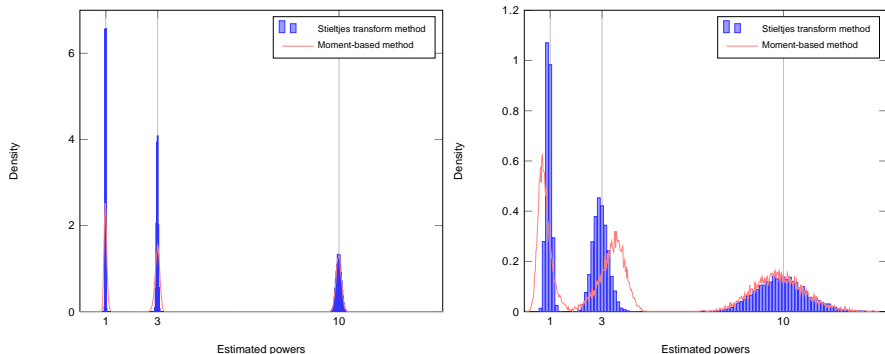 Stieltjes transform method
Moment-based method
6
4
2
0
Density
1
3
10
Estimated powers
Stieltjes transform method
Moment-based method
1.2
1
0.8
0.6
0.4
0.2
0
Density
1
3
10
Estimated powers